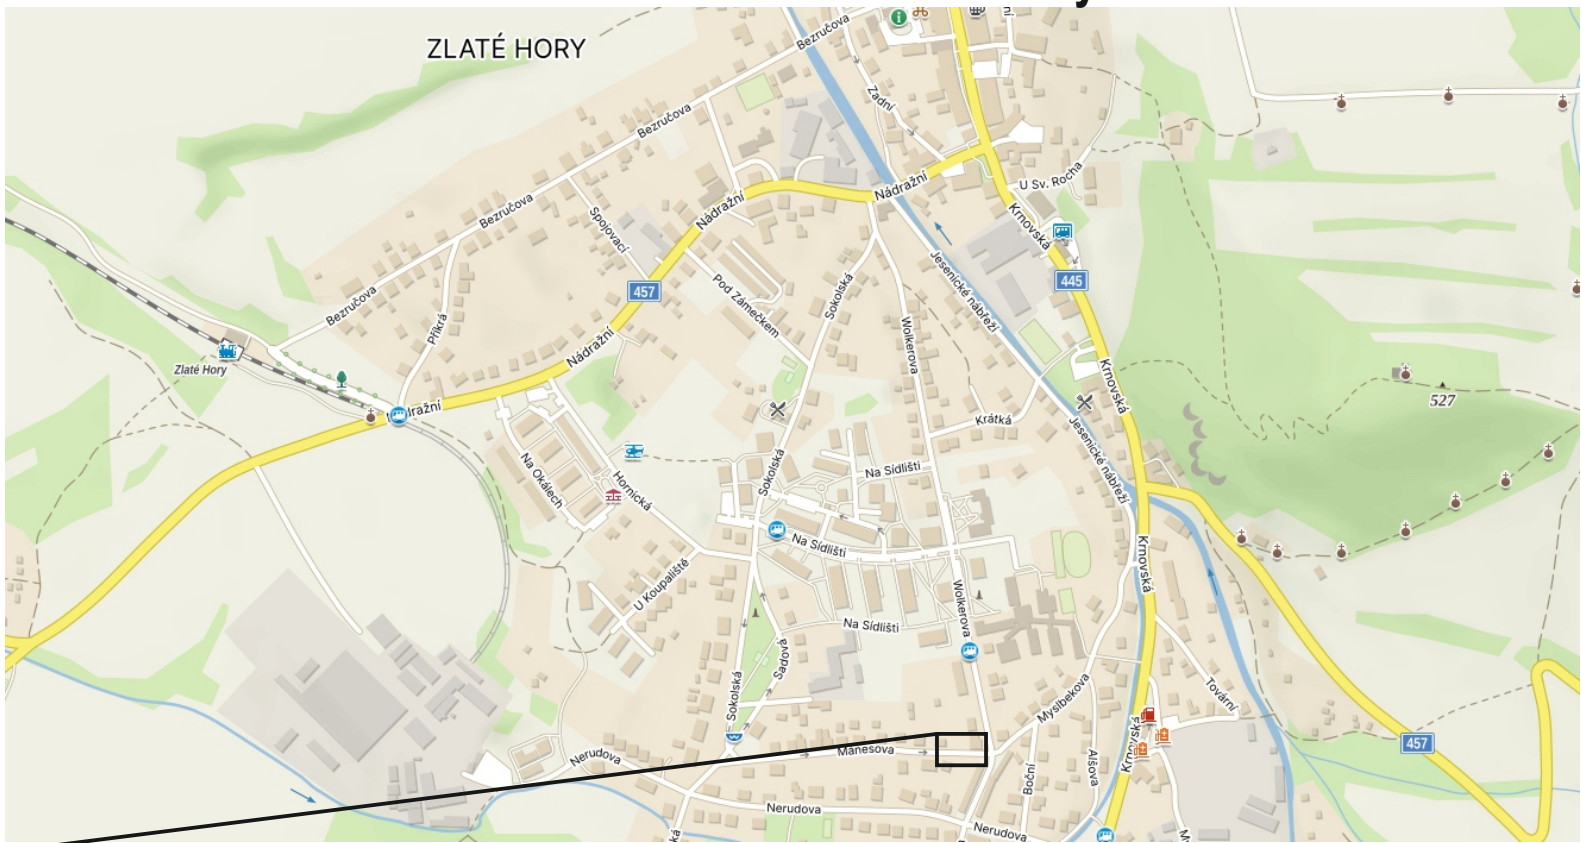 ZLATÉ HORY
Bezručova
Zadní
Bezručova
U Sv. Rocha
Nádražní
Nádražní
Bezručova
Spojovací
Krnovská
Jesenické nábřeží
445
457
Pod Zámečkem
Sokolská
Bezručova
Příkrá
Wolkerova
Nádražní
Zlaté Hory
Krnovská
527
Krátká
Jesenické nábřeží
Na Sídlišti
Sokolská
Na Okálech
Hornická
Na Sídlišti
Krnovská
U Koupaliště
Wolkerova
Na Sídlišti
Sadová
Sokolská
Myslbekova
Tovární
Krnovská
457
Mánesova
Nerudova
Boční
Alšova
Nerudova
Nerudova